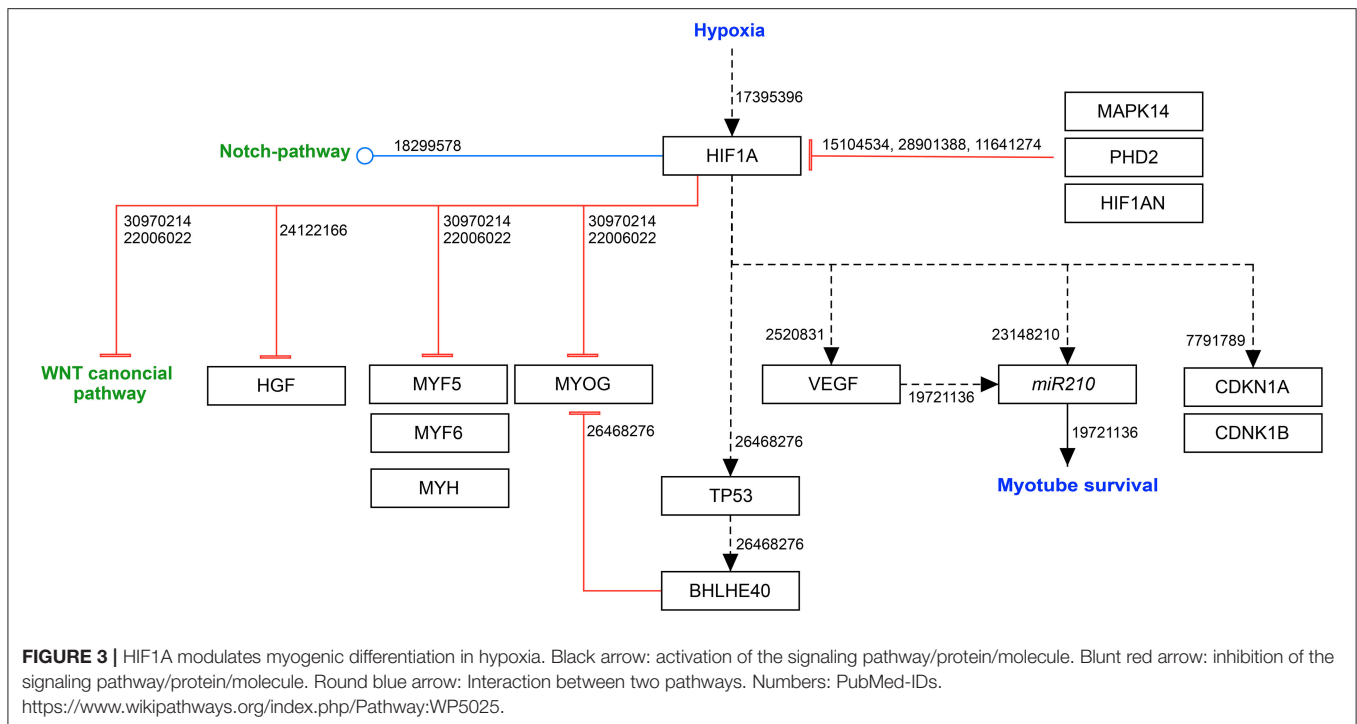 Hypoxia
17395396
MAPK14
Notch-pathway
18299578
HIF1A
15104534, 28901388, 11641274
PHD2
HIF1AN
30970214
22006022
24122166
30970214
22006022
30970214
22006022
2520831
23148210
7791789
WNT canoncial
pathway
HGF
MYF5
MYOG
VEGF
19721136
miR210
CDKN1A
MYF6
26468276
26468276
19721136
CDNK1B
MYH
TP53
Myotube survival
26468276
BHLHE40
FIGURE 3 | HIF1A modulates myogenic differentiation in hypoxia. Black arrow: activation of the signaling pathway/protein/molecule. Blunt red arrow: inhibition of the
signaling pathway/protein/molecule. Round blue arrow: Interaction between two pathways. Numbers: PubMed-IDs.
https://www.wikipathways.org/index.php/Pathway:WP5025.